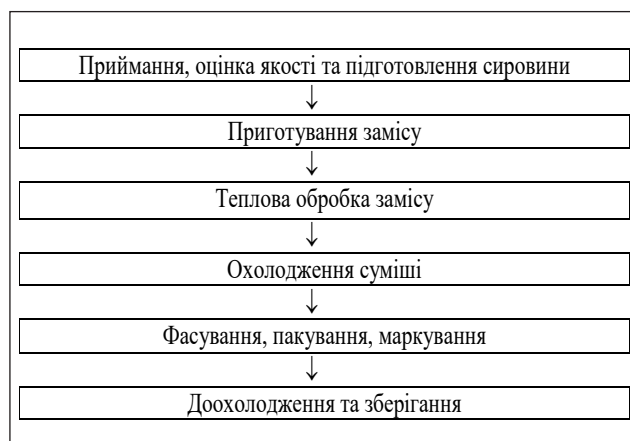 Приймання, оцінка якості та підготовлення сировини
Приготування замісу
Теплова обробка замісу
Охолодження суміші
Фасування, пакування, маркування
Доохолодження та зберігання